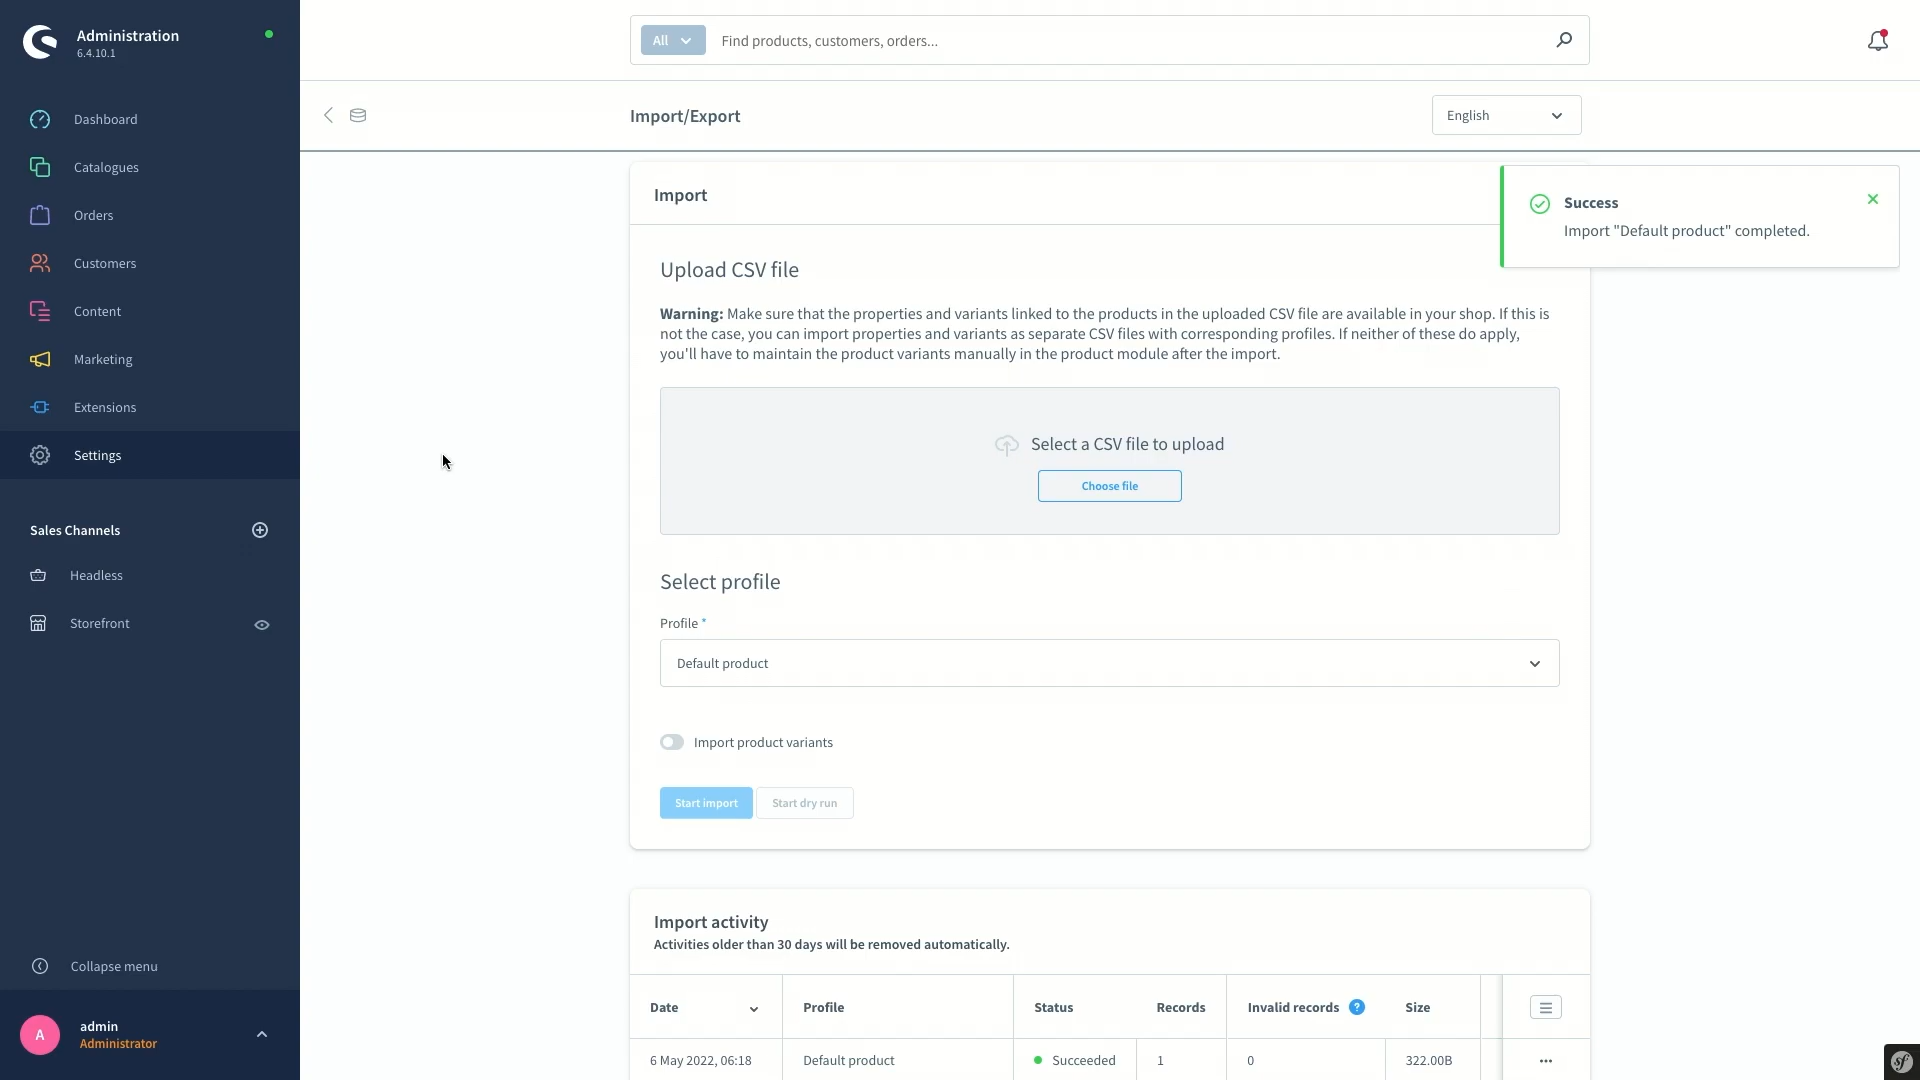 Administration
6.4.10.1
Dashboard
Catalogues
Orders
Customers
Content
Marketing
Extensions
Settings
Sales Channels
Headless
Storefront
Collapse menu
A
admin
Administrator
All
Find products, customers, orders...
Import/Export
English
Success
Import "Default product" completed.
Import
Upload CSV file
Warning: Make sure that the properties and variants linked to the products in the uploaded CSV file are available in your shop. If this is
not the case, you can import properties and variants as separate CSV files with corresponding profiles. If neither of these do apply,
you'll have to maintain the product variants manually in the product module after the import.
Select a CSV file to upload
Choose file
Select profile
Profile *
Default product
Import product variants
Start import Start dry run
Import activity
Activities older than 30 days will be removed automatically.
Date Profile Status Records Invalid records ? Size
6 May 2022, 06:18 Default product Succeeded 1 0 322.00B
sf